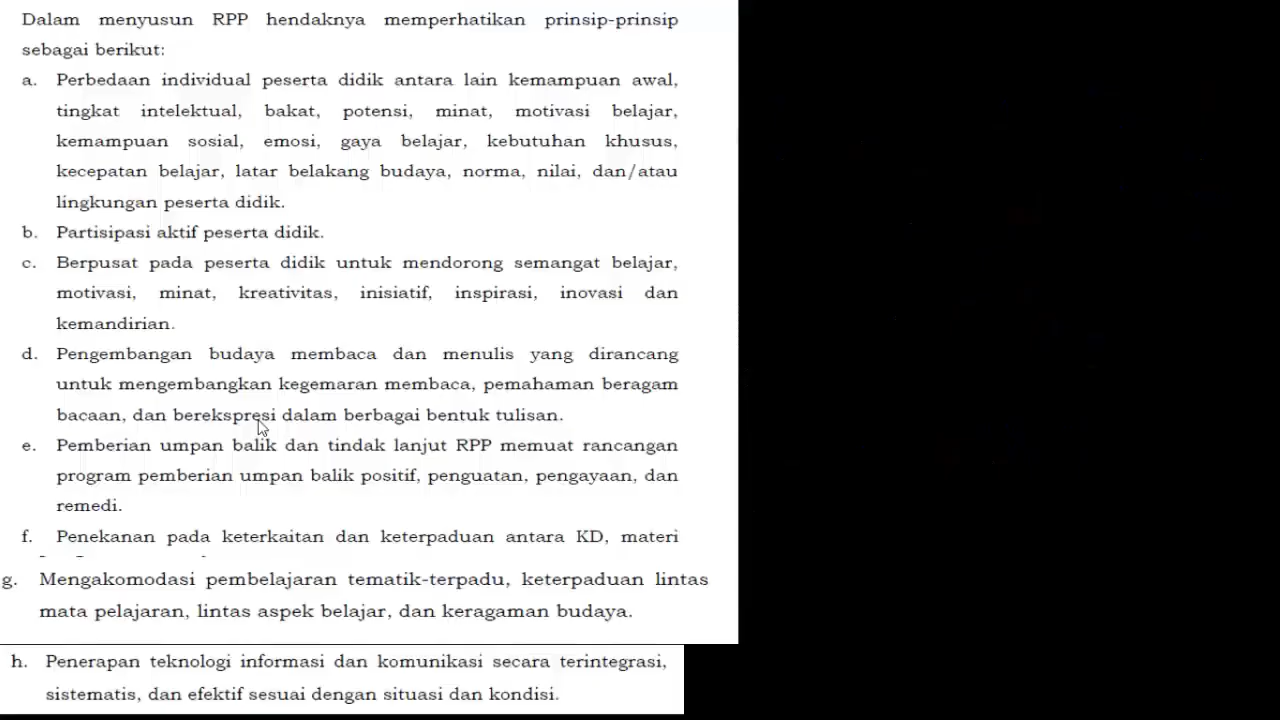 Dalam menyusun RPP hendaknya memperhatikan prinsip-prinsip
sebagai berikut:
a. Perbedaan individual peserta didik antara lain kemampuan awal,
tingkat intelektual, bakat, potensi, minat, motivasi belajar,
kemampuan sosial, emosi, gaya belajar, kebutuhan khusus,
kecepatan belajar, latar belakang budaya, norma, nilai, dan/atau
lingkungan peserta didik.
b. Partisipasi aktif peserta didik.
c. Berpusat pada peserta didik untuk mendorong semangat belajar,
motivasi, minat, kreativitas, inisiatif, inspirasi, inovasi dan
kemandirian.
d. Pengembangan budaya membaca dan menulis yang dirancang
untuk mengembangkan kegemaran membaca, pemahaman beragam
bacaan, dan berekspresi dalam berbagai bentuk tulisan.
e. Pemberian umpan balik dan tindak lanjut RPP memuat rancangan
program pemberian umpan balik positif, penguatan, pengayaan, dan
remedi.
f. Penekanan pada keterkaitan dan keterpaduan antara KD, materi
g. Mengakomodasi pembelajaran tematik-terpadu, keterpaduan lintas
mata pelajaran, lintas aspek belajar, dan keragaman budaya.
h. Penerapan teknologi informasi dan komunikasi secara terintegrasi,
sistematis, dan efektif sesuai dengan situasi dan kondisi.